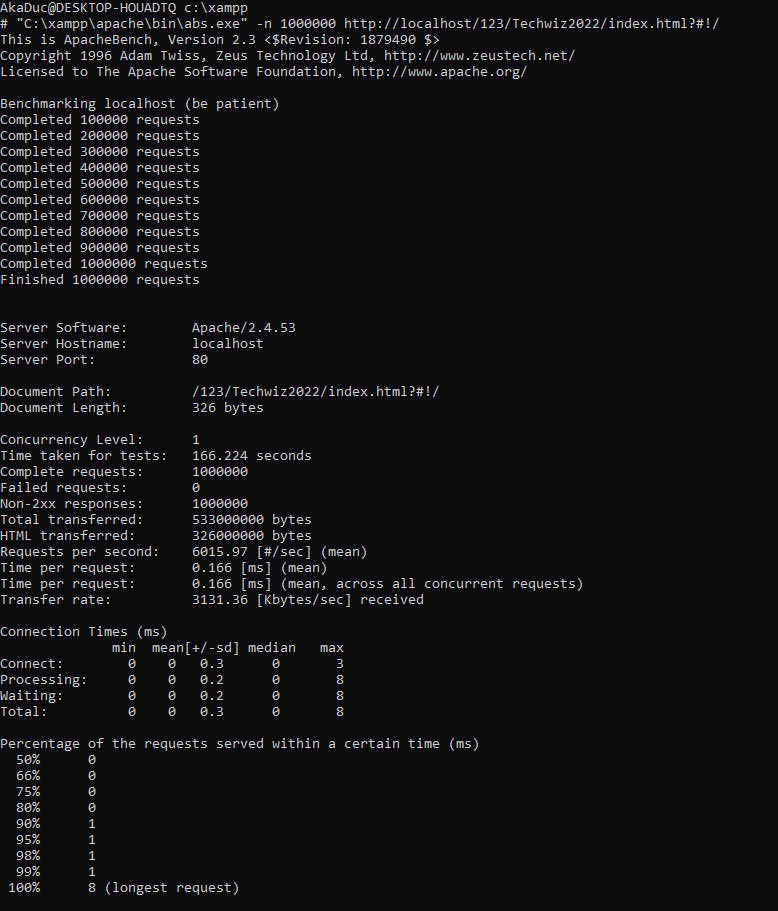 AkaDuc@DESKTOP-HOUADTQ c:\xampp
# "C:\xampp\apache\bin\abs.exe" -n 1000000 http://localhost/123/Techwiz2022/index.html?#!/
This is ApacheBench, Version 2.3 <$Revision: 1879490 $>
Copyright 1996 Adam Twiss, Zeus Technology Ltd, http://www.zeustech.net/
Licensed to The Apache Software Foundation, http://www.apache.org/

Benchmarking localhost (be patient)
Completed 100000 requests
Completed 200000 requests
Completed 300000 requests
Completed 400000 requests
Completed 500000 requests
Completed 600000 requests
Completed 700000 requests
Completed 800000 requests
Completed 900000 requests
Completed 1000000 requests
Finished 1000000 requests


Server Software:        Apache/2.4.53
Server Hostname:        localhost
Server Port:            80

Document Path:          /123/Techwiz2022/index.html?#!/
Document Length:        326 bytes

Concurrency Level:      1
Time taken for tests:   166.224 seconds
Complete requests:      1000000
Failed requests:        0
Non-2xx responses:      1000000
Total transferred:      533000000 bytes
HTML transferred:       326000000 bytes
Requests per second:    6015.97 [#/sec] (mean)
Time per request:       0.166 [ms] (mean)
Time per request:       0.166 [ms] (mean, across all concurrent requests)
Transfer rate:          3131.36 [Kbytes/sec] received

Connection Times (ms)
              min  mean[+/-sd] median   max
Connect:        0    0   0.3      0       3
Processing:     0    0   0.2      0       8
Waiting:        0    0   0.2      0       8
Total:          0    0   0.3      0       8

Percentage of the requests served within a certain time (ms)
  50%      0
  66%      0
  75%      0
  80%      0
  90%      1
  95%      1
  98%      1
  99%      1
 100%      8 (longest request)